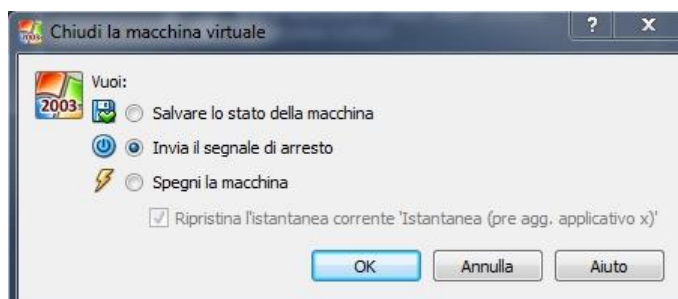 Chiudi la macchina virtuale
? X
Vuoi:
2003
Salvare lo stato della macchina
Invia il segnale di arresto
Spegni la macchina
Ripristina l'istantanea corrente 'Istantanea (pre agg. applicativo x)'
OK Annulla Aiuto